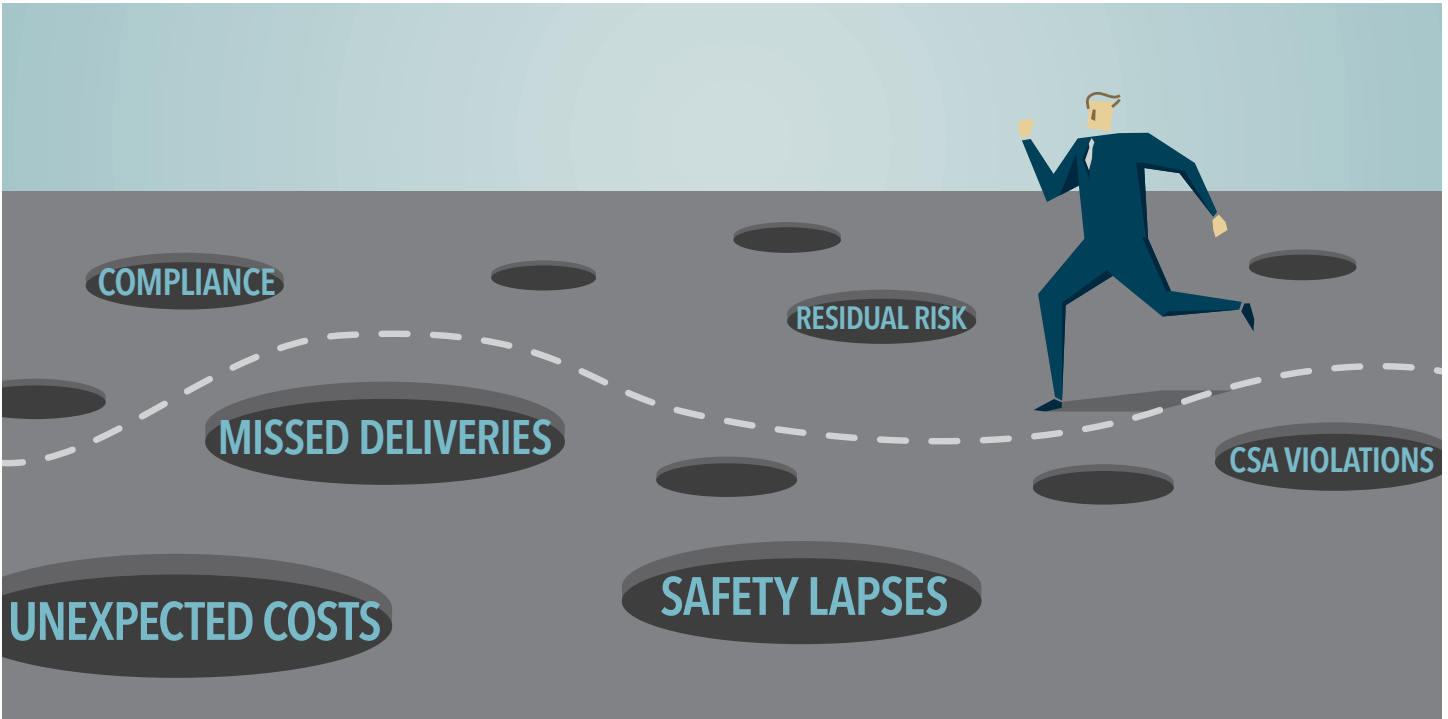 COMPLIANCE
RESIDUAL RISK
MISSED DELIVERIES
CSA VIOLATIONS
UNEXPECTED COSTS
SAFETY LAPSES